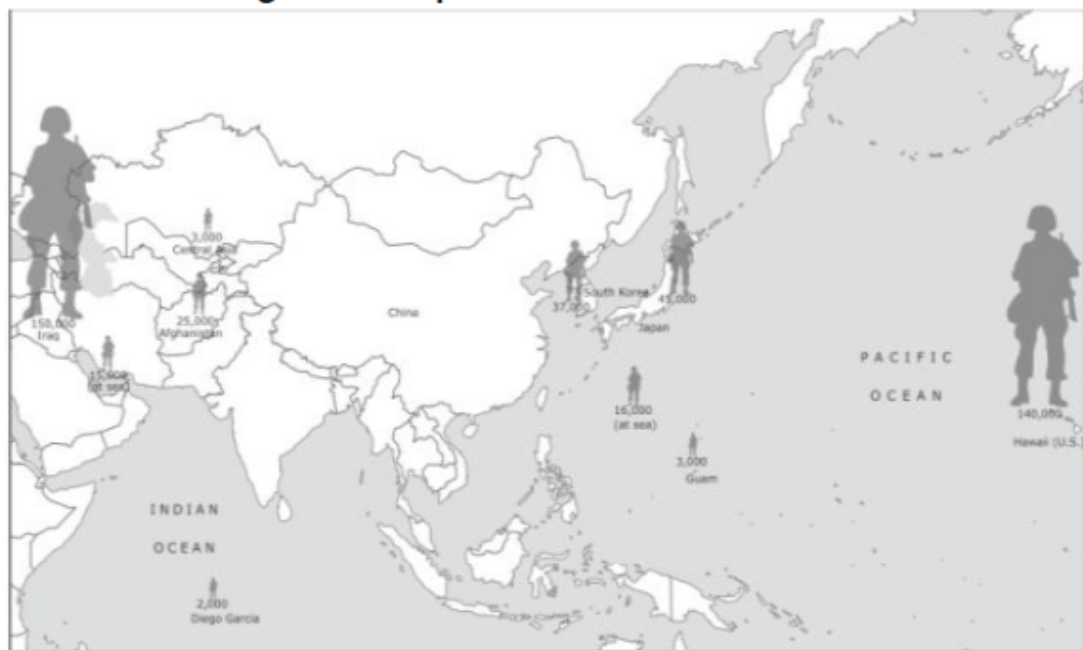 3,000
Central Asia
150,000
Iraq
25,000
Afghanistan
15,000
(at sea)
China
37,000
South Korea
45,000
Japan
PACIFIC
OCEAN
16,000
(at sea)
3,000
Guam
140,000
Hawaii (U.S.)
INDIAN
OCEAN
2,000
Diego Garcia